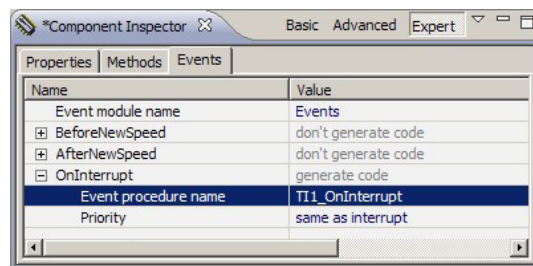 *Component Inspector Basic Advanced Expert
Properties Methods Events
Name Value
Event module name Events
BeforeNewSpeed don't generate code
AfterNewSpeed don't generate code
OnInterrupt generate code
Event procedure name TI1_OnInterrupt
Priority same as interrupt